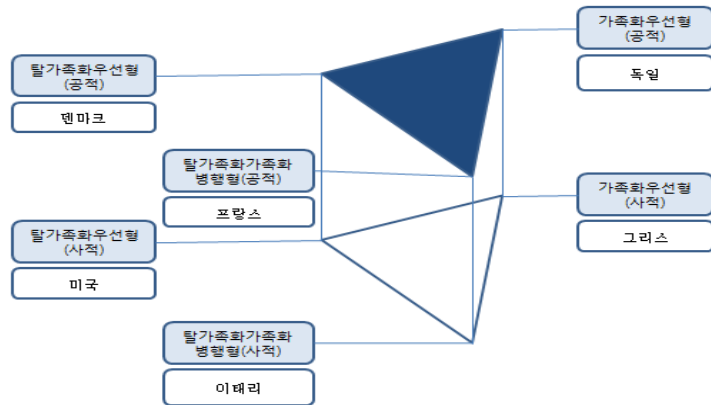 가족화우선형
(공적)
독일
탈가족화우선형
(공적)
덴마크
탈가족화가족화
병행형(공적)
프랑스
가족화우선형
(사적)
그리스
탈가족화우선형
(사적)
미국
탈가족화가족화
병행형(사적)
이태리